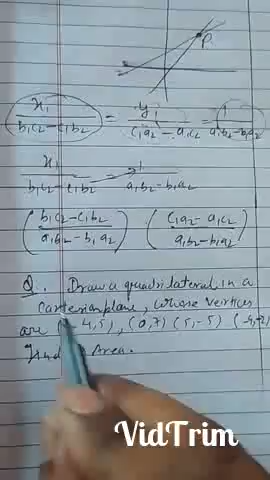 P
x₁/(b₁c₂-c₁b₂) = y₁/(c₁a₂-a₁c₂) = 1/(a₁b₂-b₁a₂)
x₁/(b₁c₂-c₁b₂) → 1/(a₁b₂-b₁a₂)
((b₁c₂-c₁b₂)/(a₁b₂-b₁a₂)) ((c₁a₂-a₁c₂)/(a₁b₂-b₁a₂))
Q. Draw a quadrilateral in a
cartesian plane, whose vertices
are 4,5), (0,7) (5,-5) (-4,-2)
Area.
VidTrim